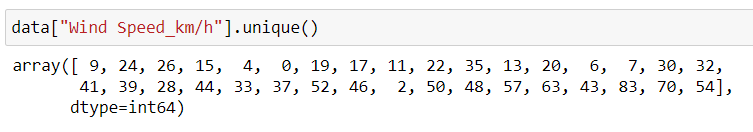 data["Wind Speed_km/h"].unique()
array([ 9, 24, 26, 15,  4,  0, 19, 17, 11, 22, 35, 13, 20,  6,  7, 30, 32,
       41, 39, 28, 44, 33, 37, 52, 46,  2, 50, 48, 57, 63, 43, 83, 70, 54],
      dtype=int64)